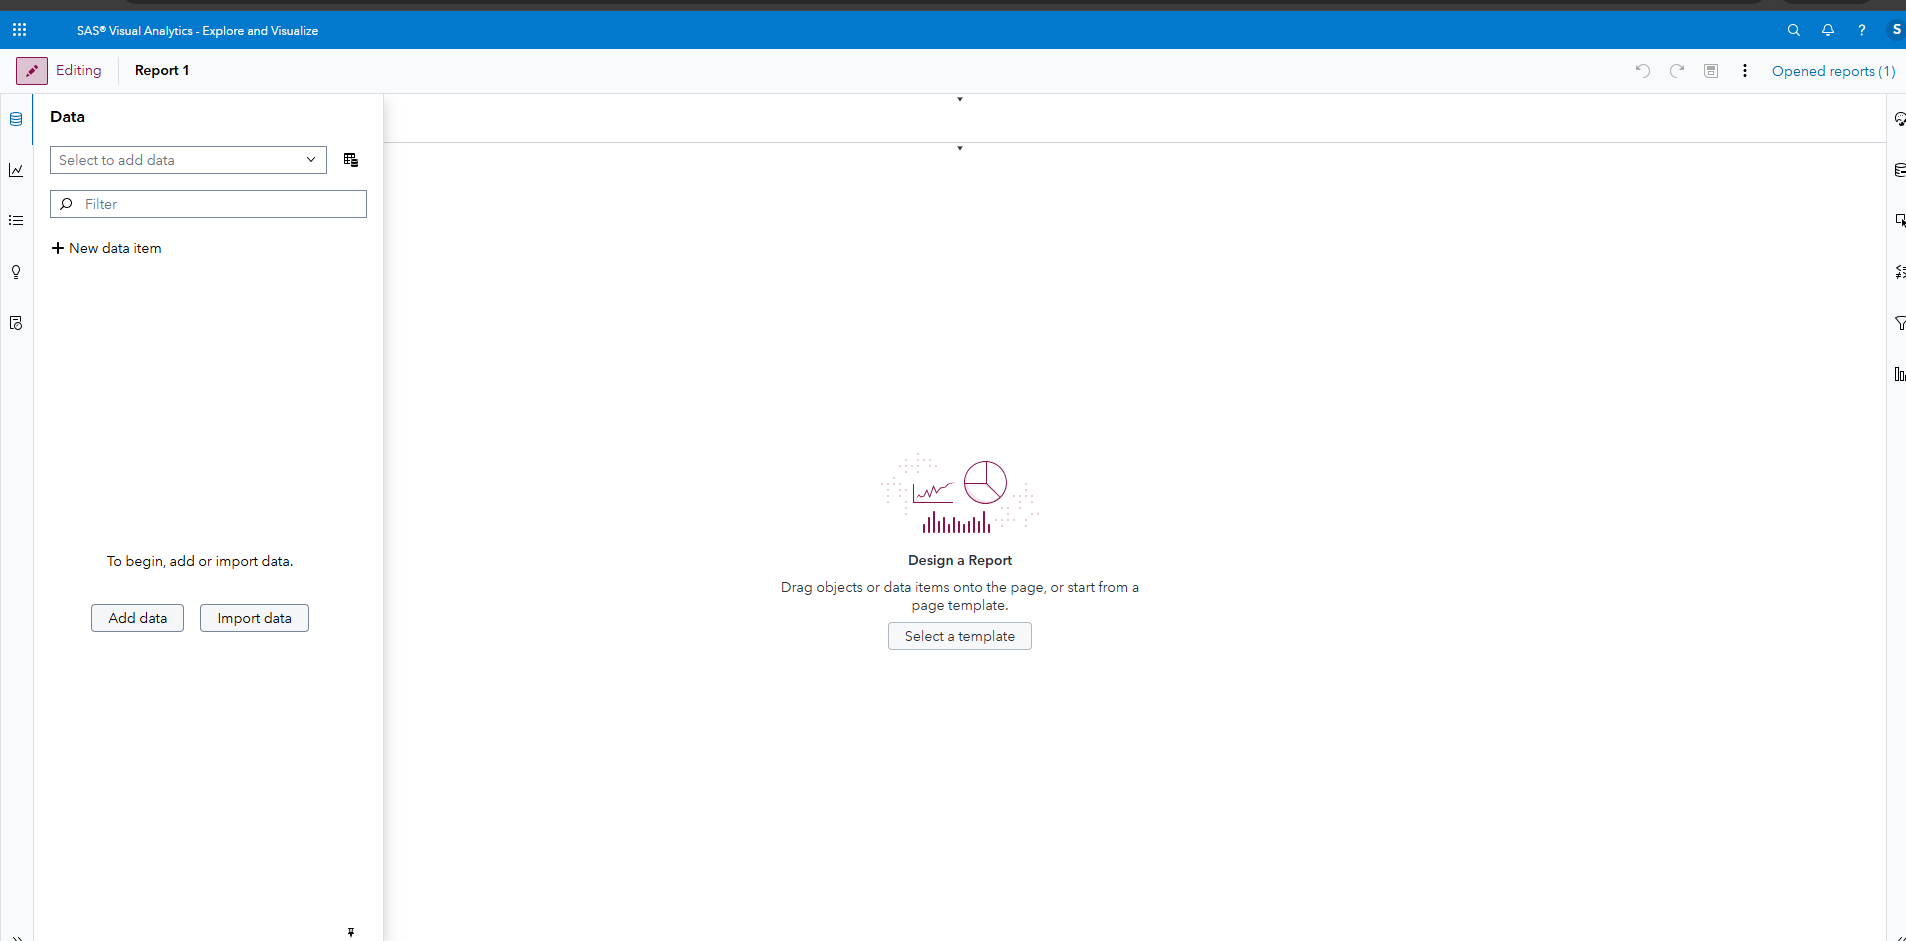 SAS® Visual Analytics - Explore and Visualize
?
S
Editing
Report 1
Opened reports (1)
Data
Select to add data
Filter
New data item
To begin, add or import data.
Add data
Import data
Design a Report
Drag objects or data items onto the page, or start from a
page template.
Select a template